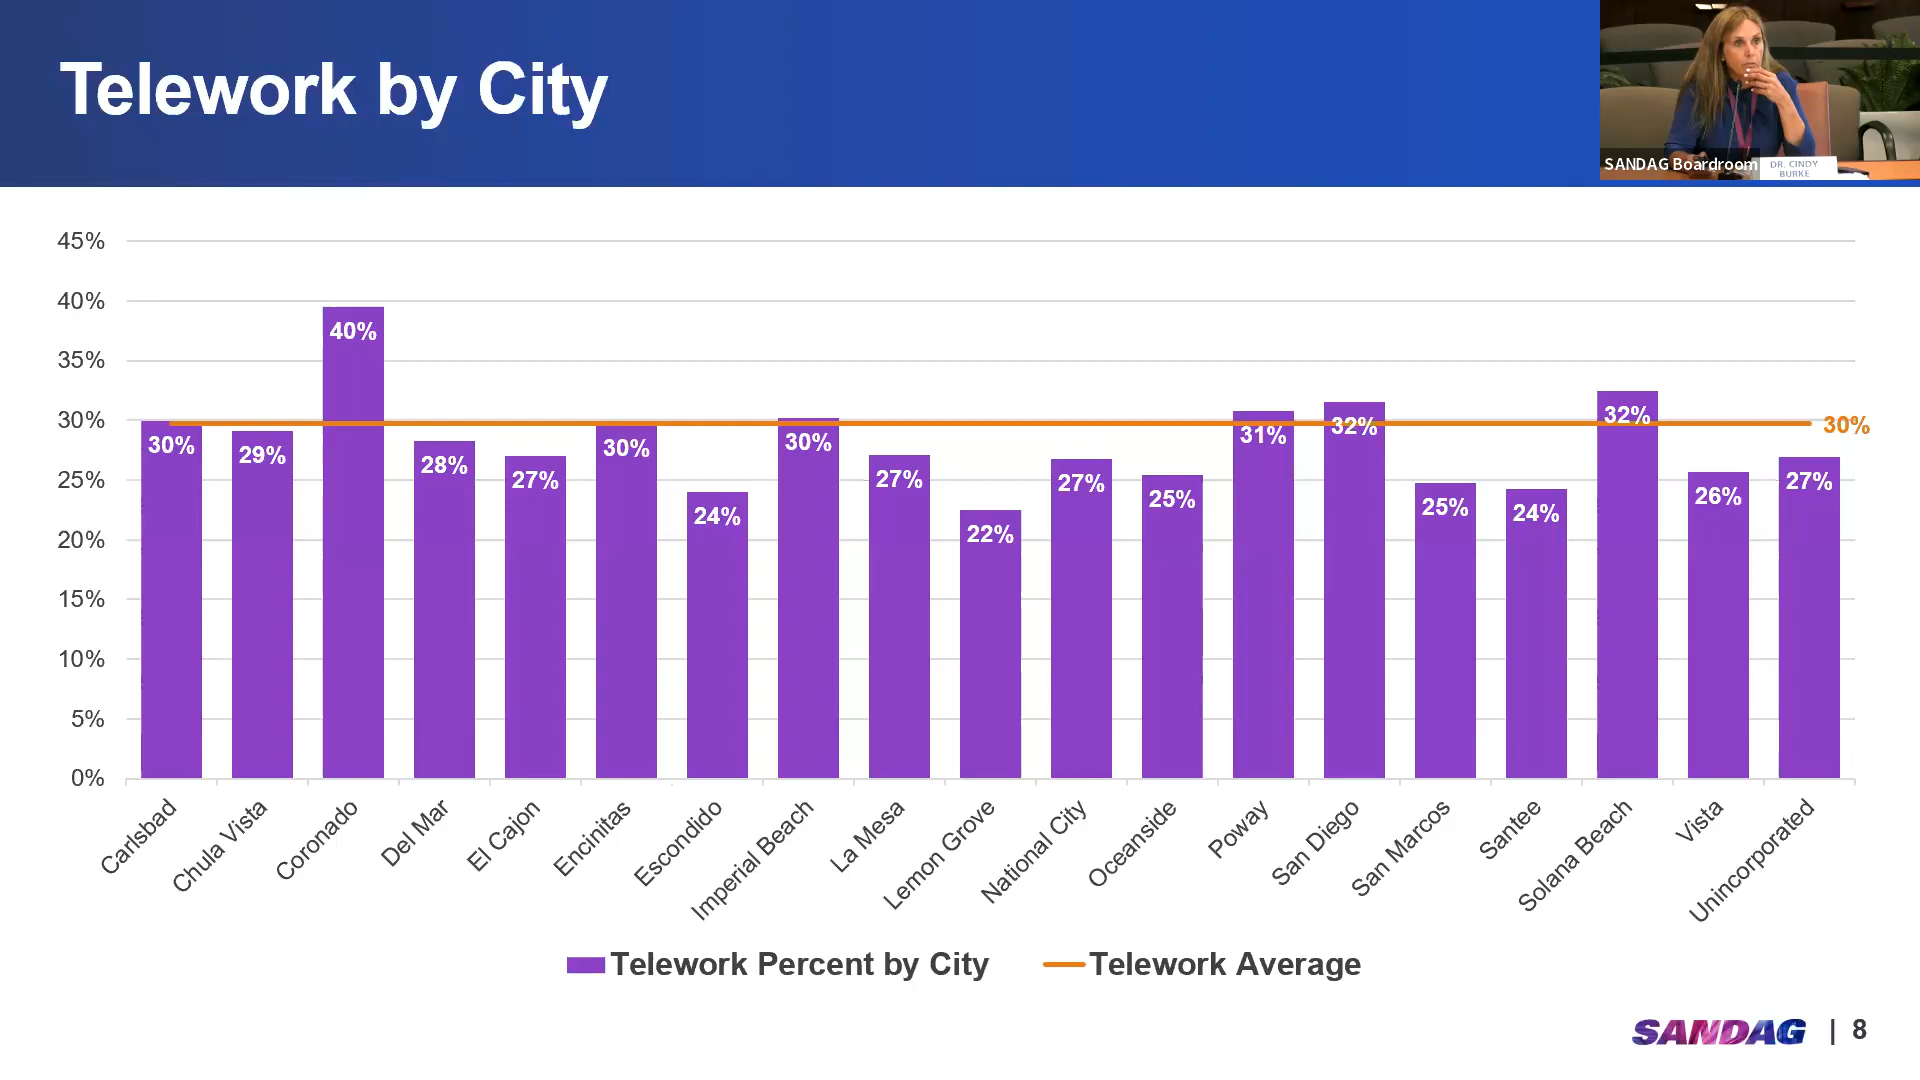 Telework by City
SANDAG Boardroom
DR. CINDY
BURKE
45%
40%
35%
30%
25%
20%
15%
10%
5%
0%
30%
29%
40%
28%
27%
30%
24%
30%
27%
22%
27%
25%
31%
32%
25%
24%
32%
26%
27%
30%
Carlsbad
Chula Vista
Coronado
Del Mar
El Cajon
Encinitas
Escondido
Imperial Beach
La Mesa
Lemon Grove
National City
Oceanside
Poway
San Diego
San Marcos
Santee
Solana Beach
Vista
Unincorporated
Telework Percent by City
Telework Average
SANDAG | 8